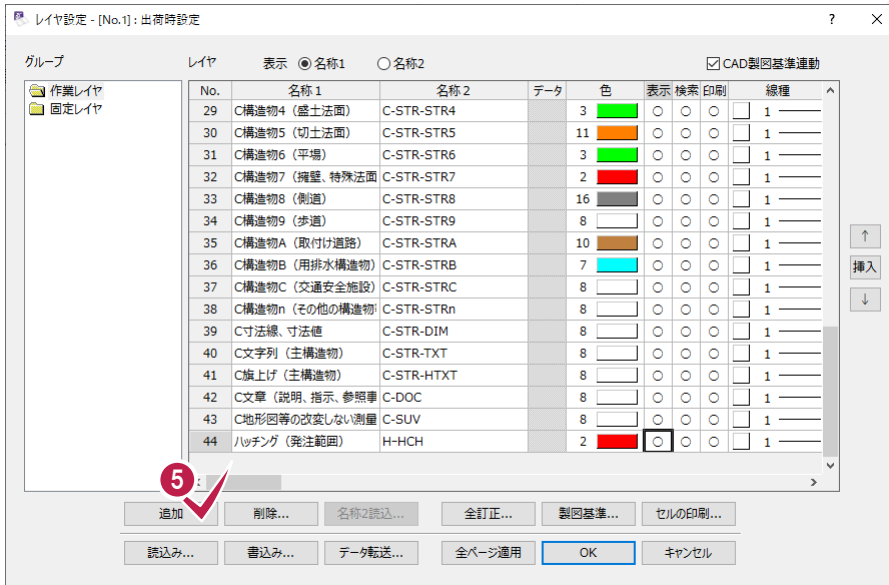 レイヤ設定 - [No.1] : 出荷時設定 ? ×
グループ レイヤ 表示 名称1 名称2 CAD製図基準連動
作業レイヤ
固定レイヤ
No. 名称 1 名称 2 データ 色 表示 検索 印刷 線種
29 C構造物4（盛土法面） C-STR-STR4 3 ○ ○ ○ 1
30 C構造物5（切土法面） C-STR-STR5 11 ○ ○ ○ 1
31 C構造物6（平場） C-STR-STR6 3 ○ ○ ○ 1
32 C構造物7（擁壁、特殊法面 C-STR-STR7 2 ○ ○ ○ 1
33 C構造物8（側道） C-STR-STR8 16 ○ ○ ○ 1
34 C構造物9（歩道） C-STR-STR9 8 ○ ○ ○ 1
35 C構造物A（取付け道路） C-STR-STRA 10 ○ ○ ○ 1
36 C構造物B（用排水構造物） C-STR-STRB 7 ○ ○ ○ 1
37 C構造物C（交通安全施設） C-STR-STRC 8 ○ ○ ○ 1
38 C構造物n（その他の構造物 C-STR-STRn 8 ○ ○ ○ 1
39 C寸法線、寸法値 C-STR-DIM 8 ○ ○ ○ 1
40 C文字列（主構造物） C-STR-TXT 8 ○ ○ ○ 1
41 C旗上げ（主構造物） C-STR-HTXT 8 ○ ○ ○ 1
42 C文章（説明、指示、参照事 C-DOC 8 ○ ○ ○ 1
43 C地形図等の改変しない測量 C-SUV 8 ○ ○ ○ 1
44 ハッチング（発注範囲） H-HCH 2 ○ ○ ○ 1
↑
挿入
↓
5
追加 削除... 名称2読込... 全訂正... 製図基準... セルの印刷...
読込み... 書込み... データ転送... 全ページ適用 OK キャンセル